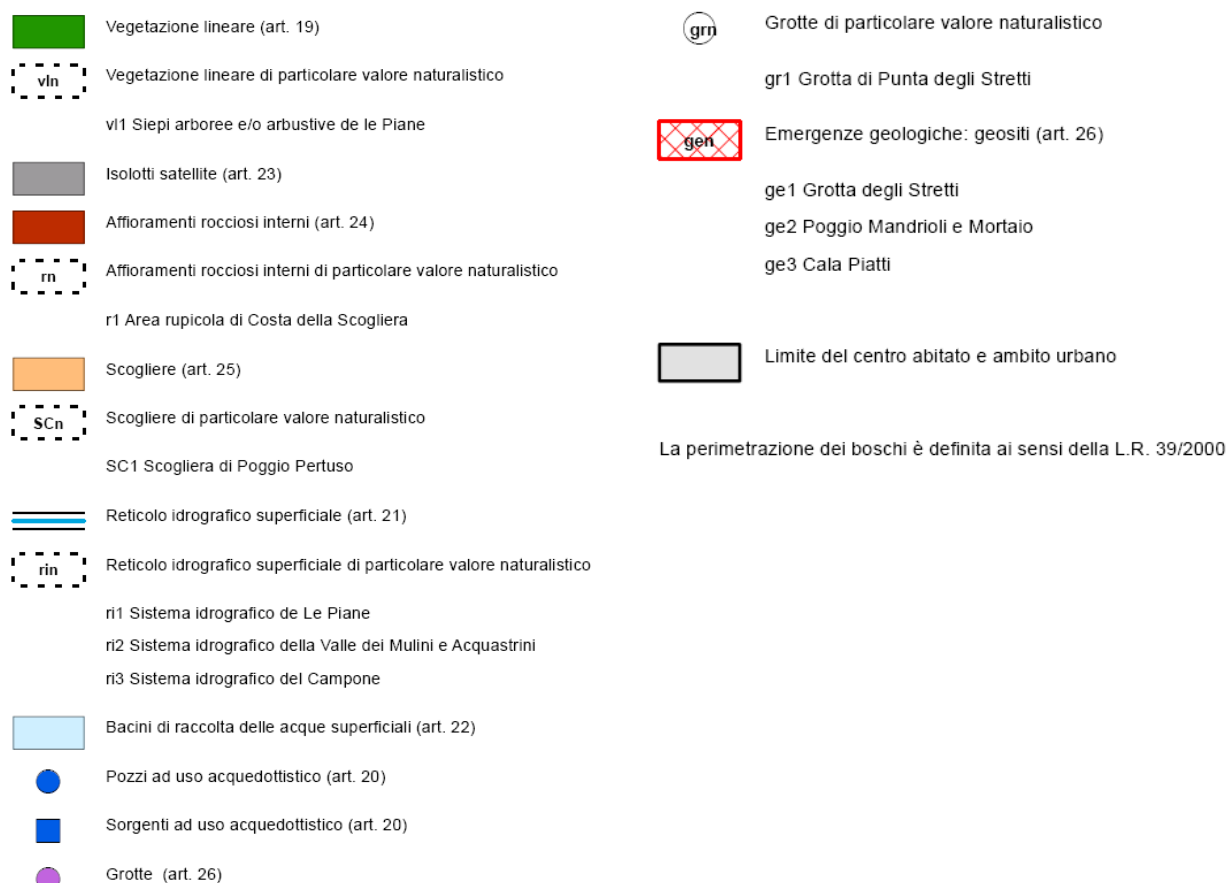 Vegetazione lineare (art. 19)
vln
Vegetazione lineare di particolare valore naturalistico
vl1 Siepi arboree e/o arbustive de le Piane
Isolotti satellite (art. 23)
Affioramenti rocciosi interni (art. 24)
rn
Affioramenti rocciosi interni di particolare valore naturalistico
r1 Area rupicola di Costa della Scogliera
Scogliere (art. 25)
SCn
Scogliere di particolare valore naturalistico
SC1 Scogliera di Poggio Pertuso
Reticolo idrografico superficiale (art. 21)
rin
Reticolo idrografico superficiale di particolare valore naturalistico
ri1 Sistema idrografico de Le Piane
ri2 Sistema idrografico della Valle dei Mulini e Acquastrini
ri3 Sistema idrografico del Campone
Bacini di raccolta delle acque superficiali (art. 22)
Pozzi ad uso acquedottistico (art. 20)
Sorgenti ad uso acquedottistico (art. 20)
Grotte (art. 26)
grn
Grotte di particolare valore naturalistico
gr1 Grotta di Punta degli Stretti
gen
Emergenze geologiche: geositi (art. 26)
ge1 Grotta degli Stretti
ge2 Poggio Mandrioli e Mortaio
ge3 Cala Piatti
Limite del centro abitato e ambito urbano
La perimetrazione dei boschi è definita ai sensi della L.R. 39/2000